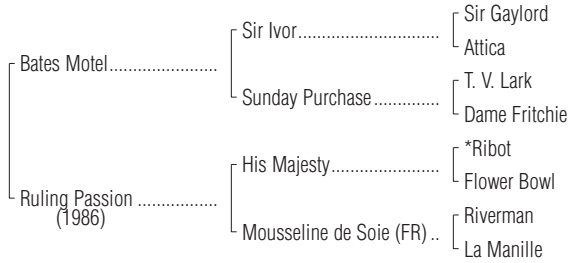 Sir Gaylord
Sir Ivor
Attica
Bates Motel
T. V. Lark
Sunday Purchase
Dame Fritchie
*Ribot
His Majesty
Flower Bowl
Ruling Passion
(1986)
Riverman
Mousseline de Soie (FR)
La Manille